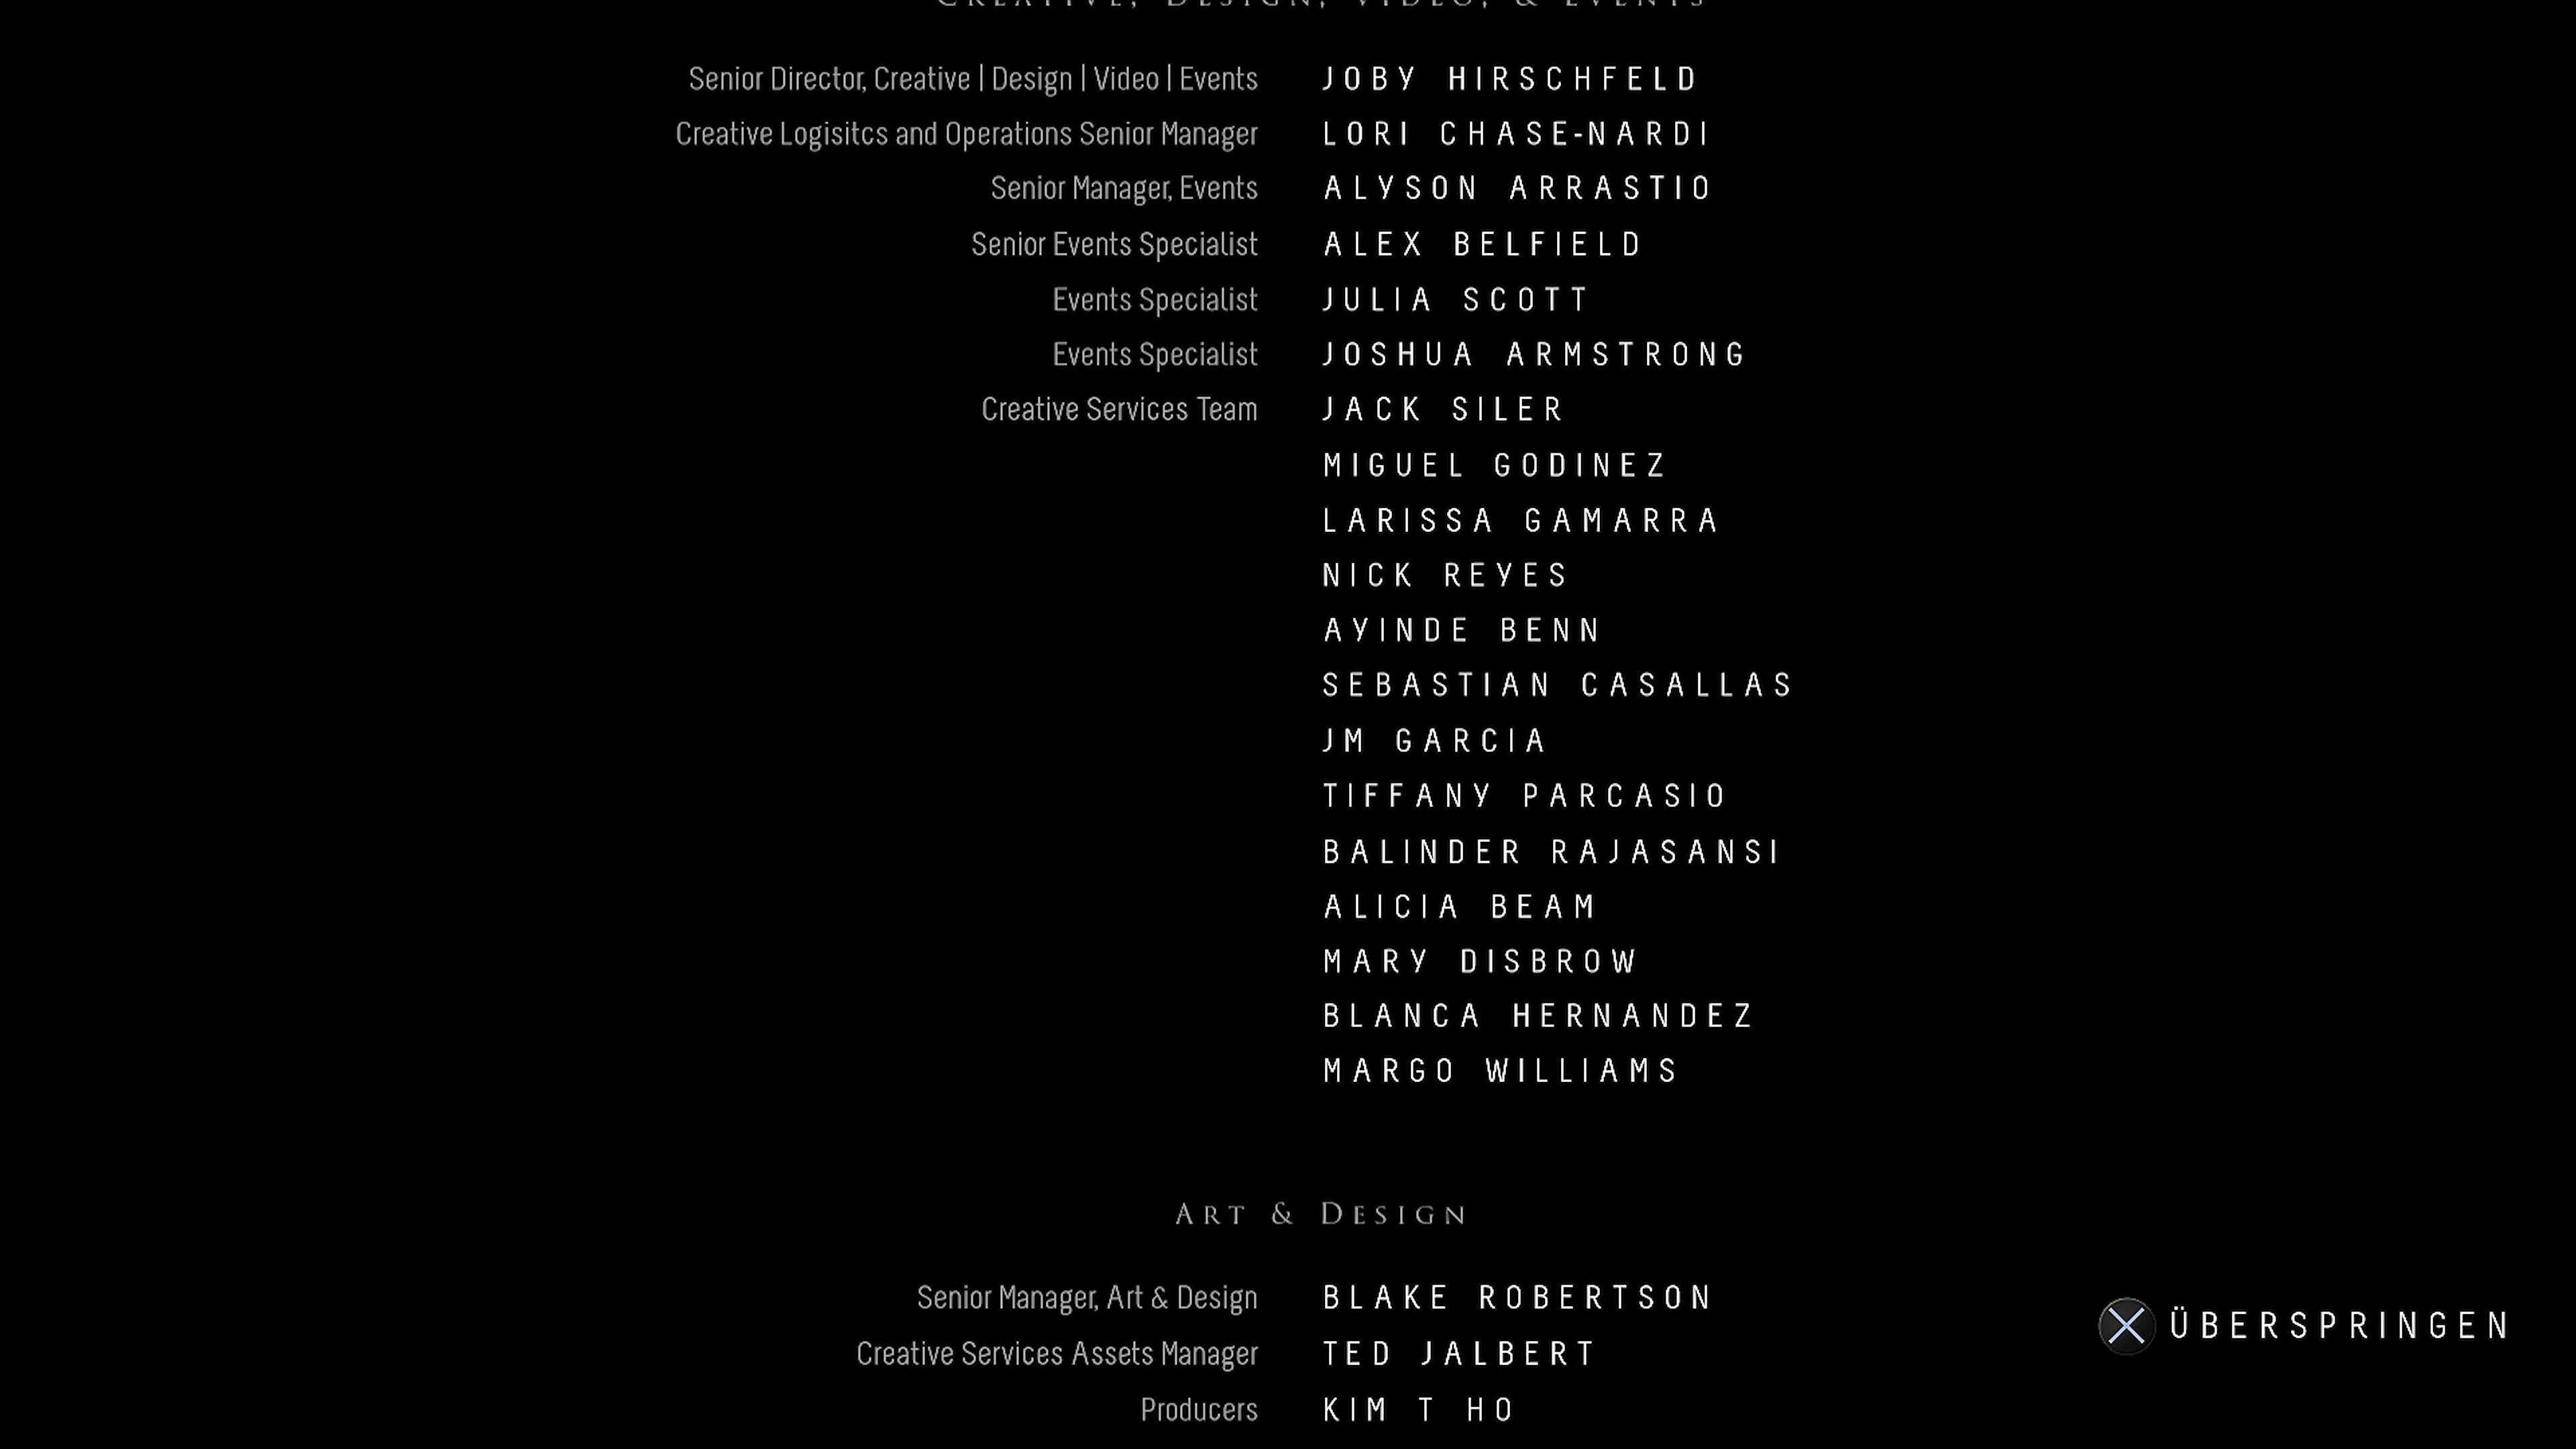 CREATIVE, DESIGN, VIDEO, & EVENTS
Senior Director, Creative | Design | Video | Events JOBY HIRSCHFELD
Creative Logisitcs and Operations Senior Manager LORI CHASE-NARDI
Senior Manager, Events ALYSON ARRASTIO
Senior Events Specialist ALEX BELFIELD
Events Specialist JULIA SCOTT
Events Specialist JOSHUA ARMSTRONG
Creative Services Team JACK SILER
MIGUEL GODINEZ
LARISSA GAMARRA
NICK REYES
AYINDE BENN
SEBASTIAN CASALLAS
JM GARCIA
TIFFANY PARCASIO
BALINDER RAJASANSI
ALICIA BEAM
MARY DISBROW
BLANCA HERNANDEZ
MARGO WILLIAMS
ART & DESIGN
Senior Manager, Art & Design BLAKE ROBERTSON
Creative Services Assets Manager TED JALBERT
Producers KIM T HO
ÜBERSPRINGEN